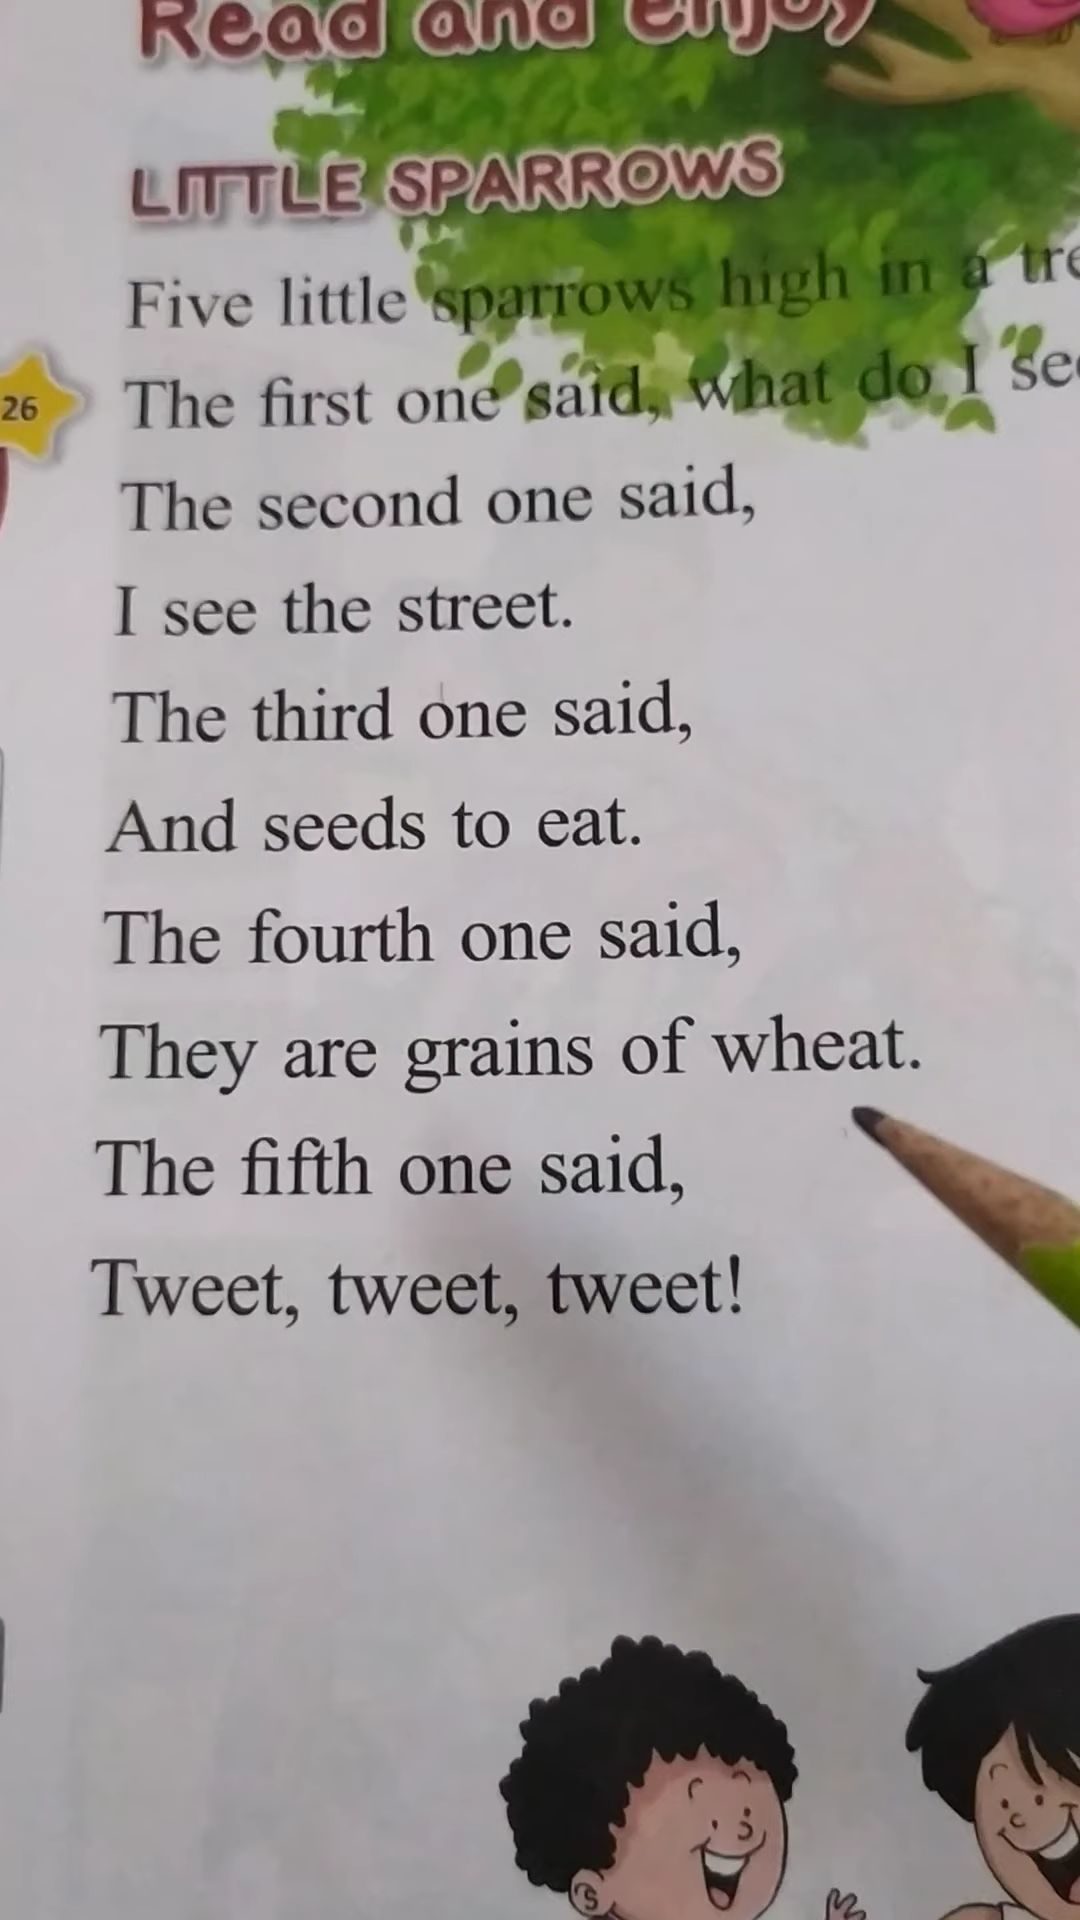 Read and enjoy
LITTLE SPARROWS
Five little sparrows high in a
The first one said, what do I
26
The second one said,
I see the street.
The third one said,
And seeds to eat.
The fourth one said,
They are grains of wheat.
The fifth one said,
Tweet, tweet, tweet!